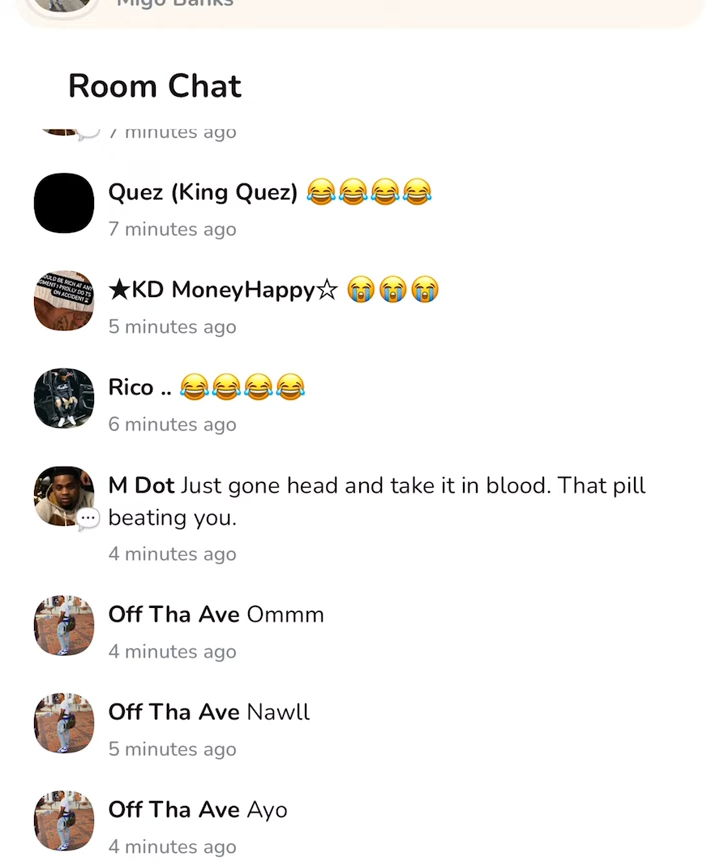 Migo Banks
Room Chat
7 minutes ago
Quez (King Quez) 😂😂😂😂
7 minutes ago
★KD MoneyHappy☆ 😭😭😭
5 minutes ago
Rico .. 😂😂😂😂
6 minutes ago
M Dot Just gone head and take it in blood. That pill
beating you.
4 minutes ago
Off Tha Ave Ommm
4 minutes ago
Off Tha Ave Nawll
5 minutes ago
Off Tha Ave Ayo
4 minutes ago